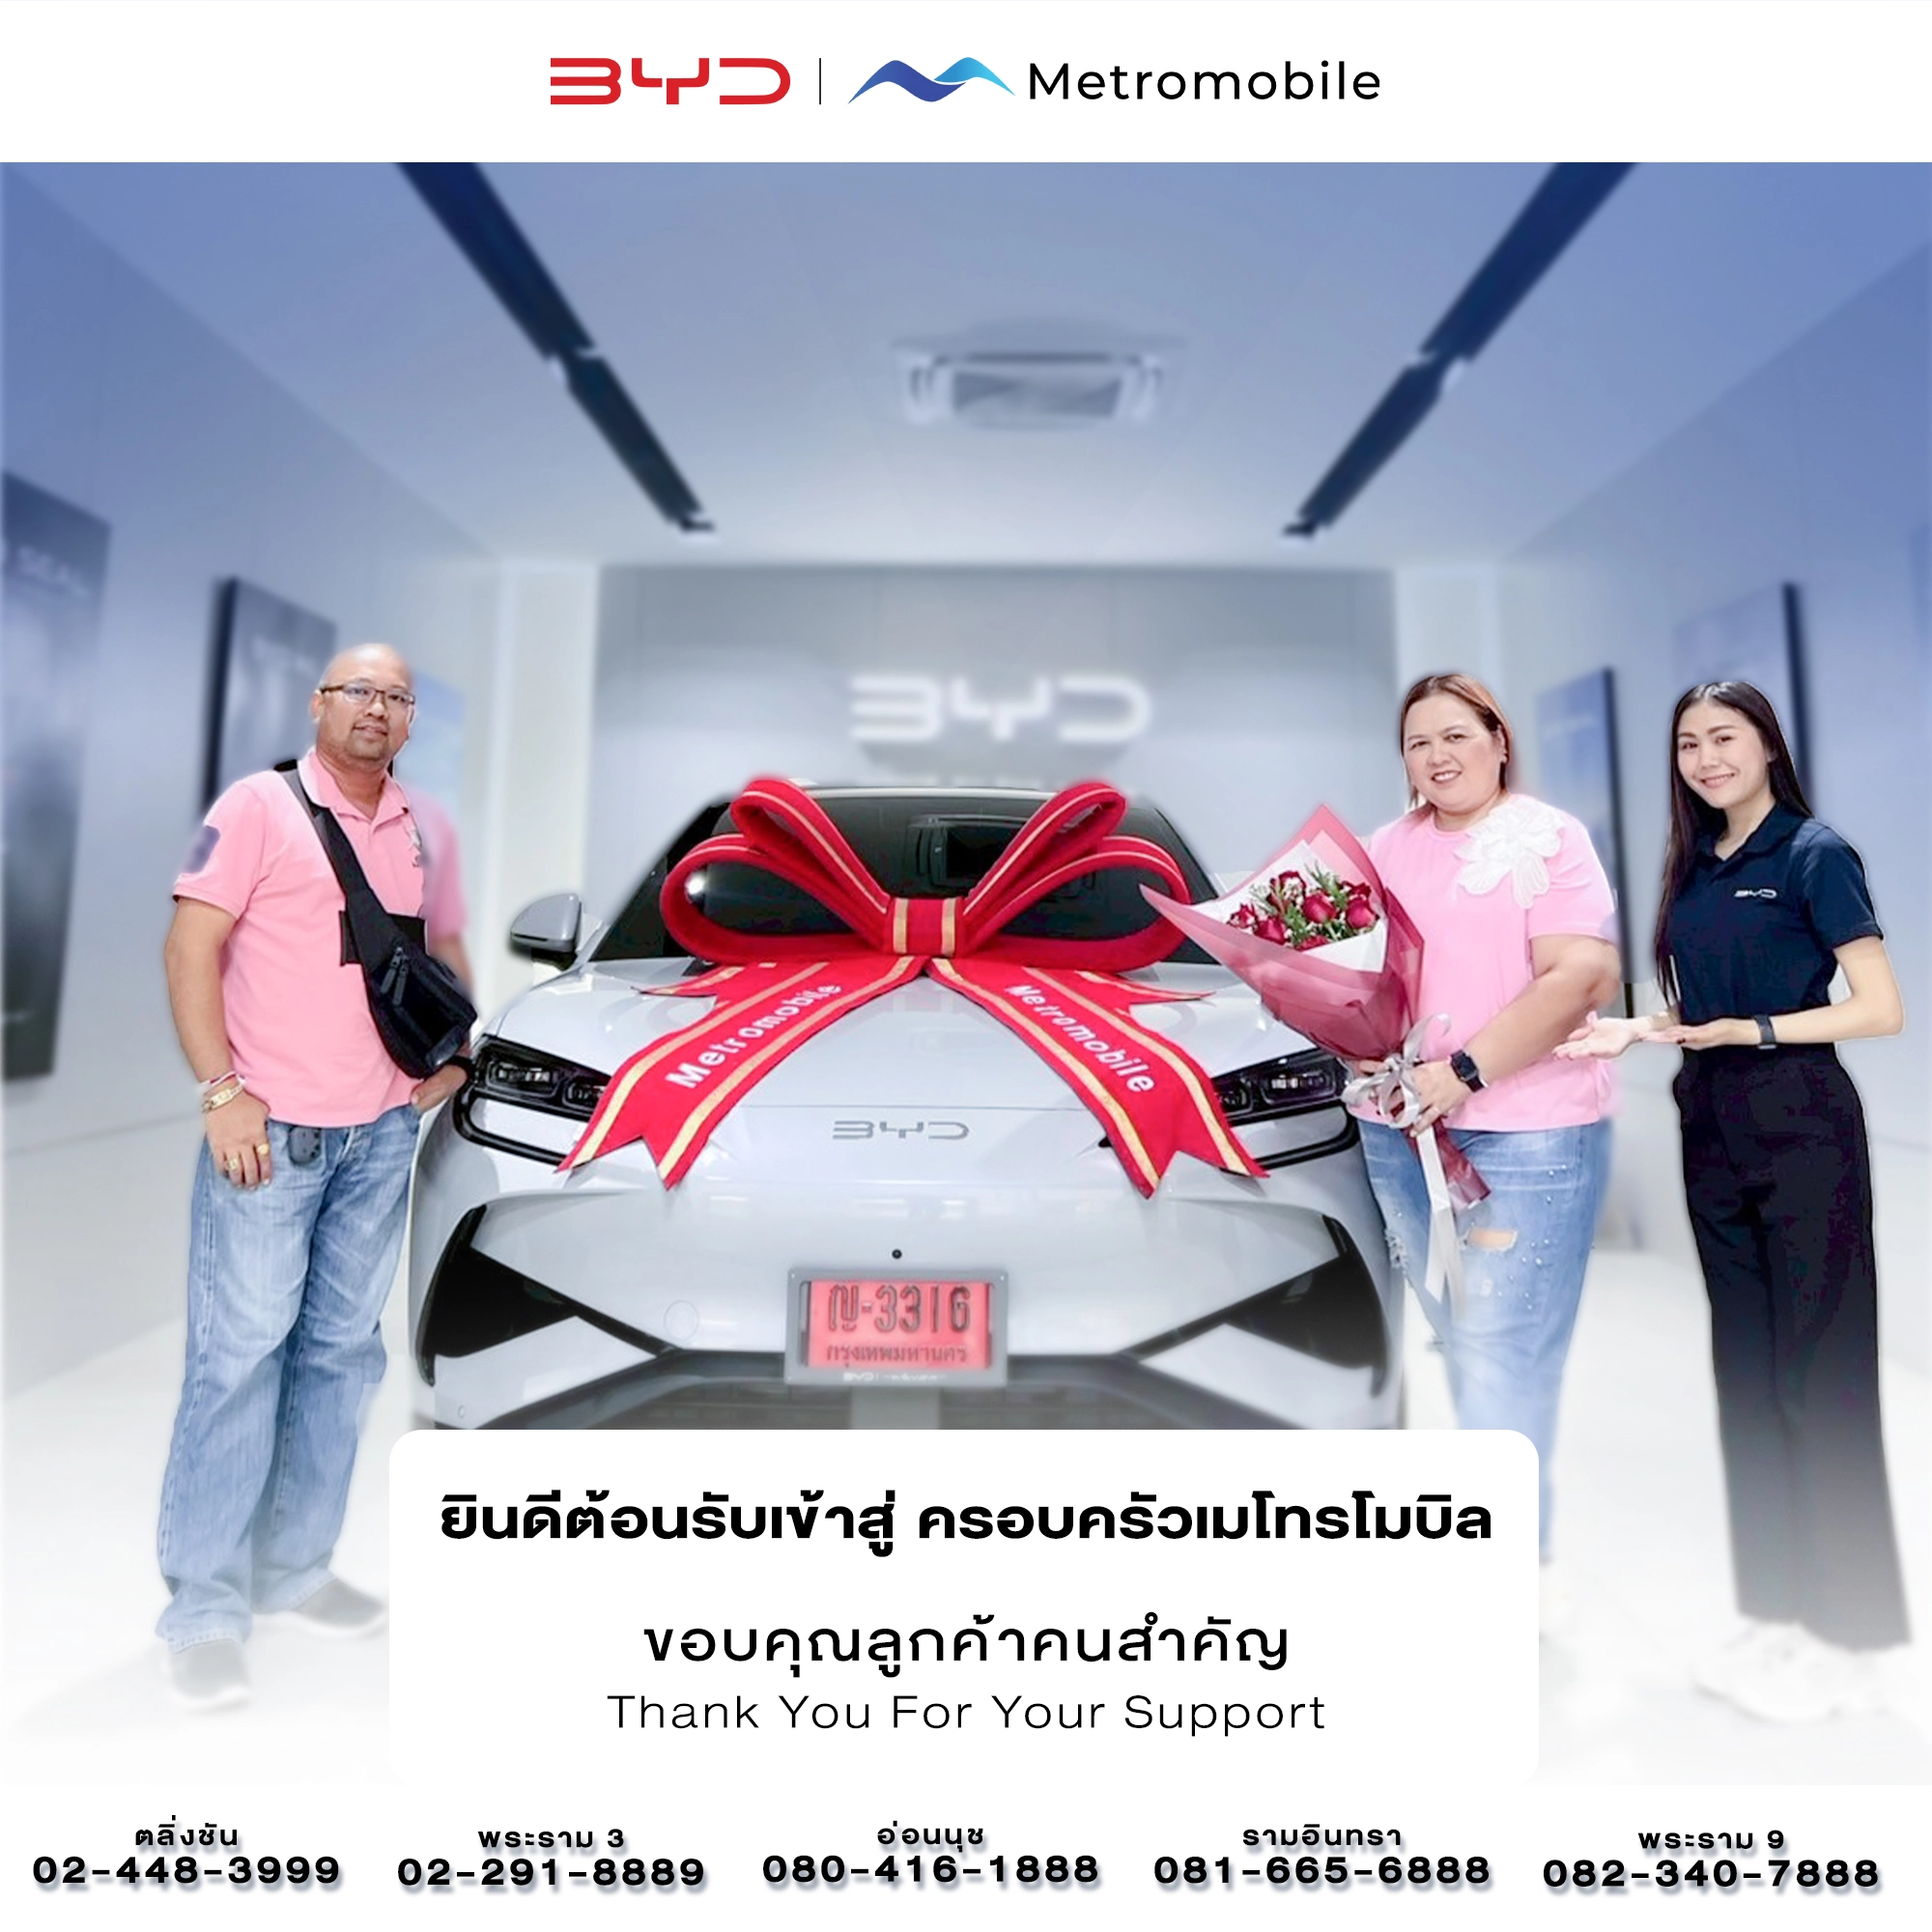 BYD | Metromobile
SEAL
BYD
BYD
Metromobile
Metromobile
BYD
ญ-3316
กรุงเทพมหานคร
BYD
ยินดีต้อนรับเข้าสู่ ครอบครัวเมโทรโมบิล
ขอบคุณลูกค้าคนสำคัญ
Thank You For Your Support
ตลิ่งชัน
02-448-3999
พระราม 3
02-291-8889
อ่อนนุช
080-416-1888
รามอินทรา
081-665-6888
พระราม 9
082-340-7888